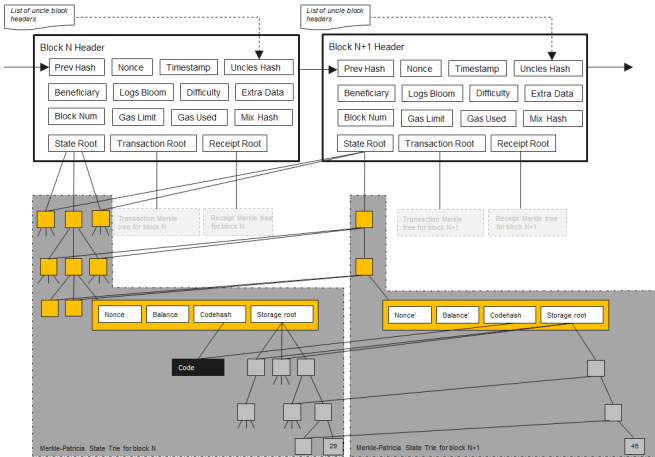 List of uncle block
headers
List of uncle block
headers
Block N Header
Prev Hash
Nonce
Timestamp
Uncles Hash
Beneficiary
Logs Bloom
Difficulty
Extra Data
Block Num
Gas Limit
Gas Used
Mix Hash
State Root
Transaction Root
Receipt Root
Block N+1 Header
Prev Hash
Nonce
Timestamp
Uncles Hash
Beneficiary
Logs Bloom
Difficulty
Extra Data
Block Num
Gas Limit
Gas Used
Mix Hash
State Root
Transaction Root
Receipt Root
Transaction Merkle
tree for block N
Receipt Merkle tree
for block N
Transaction Merkle
tree for block N+1
Receipt Merkle tree
for block N+1
Nonce
Balance
Codehash
Storage root
Nonce'
Balance'
Codehash
Storage root
Code
29
45
Merkle-Patricia State Trie for block N
Merkle-Patricia State Trie for block N+1